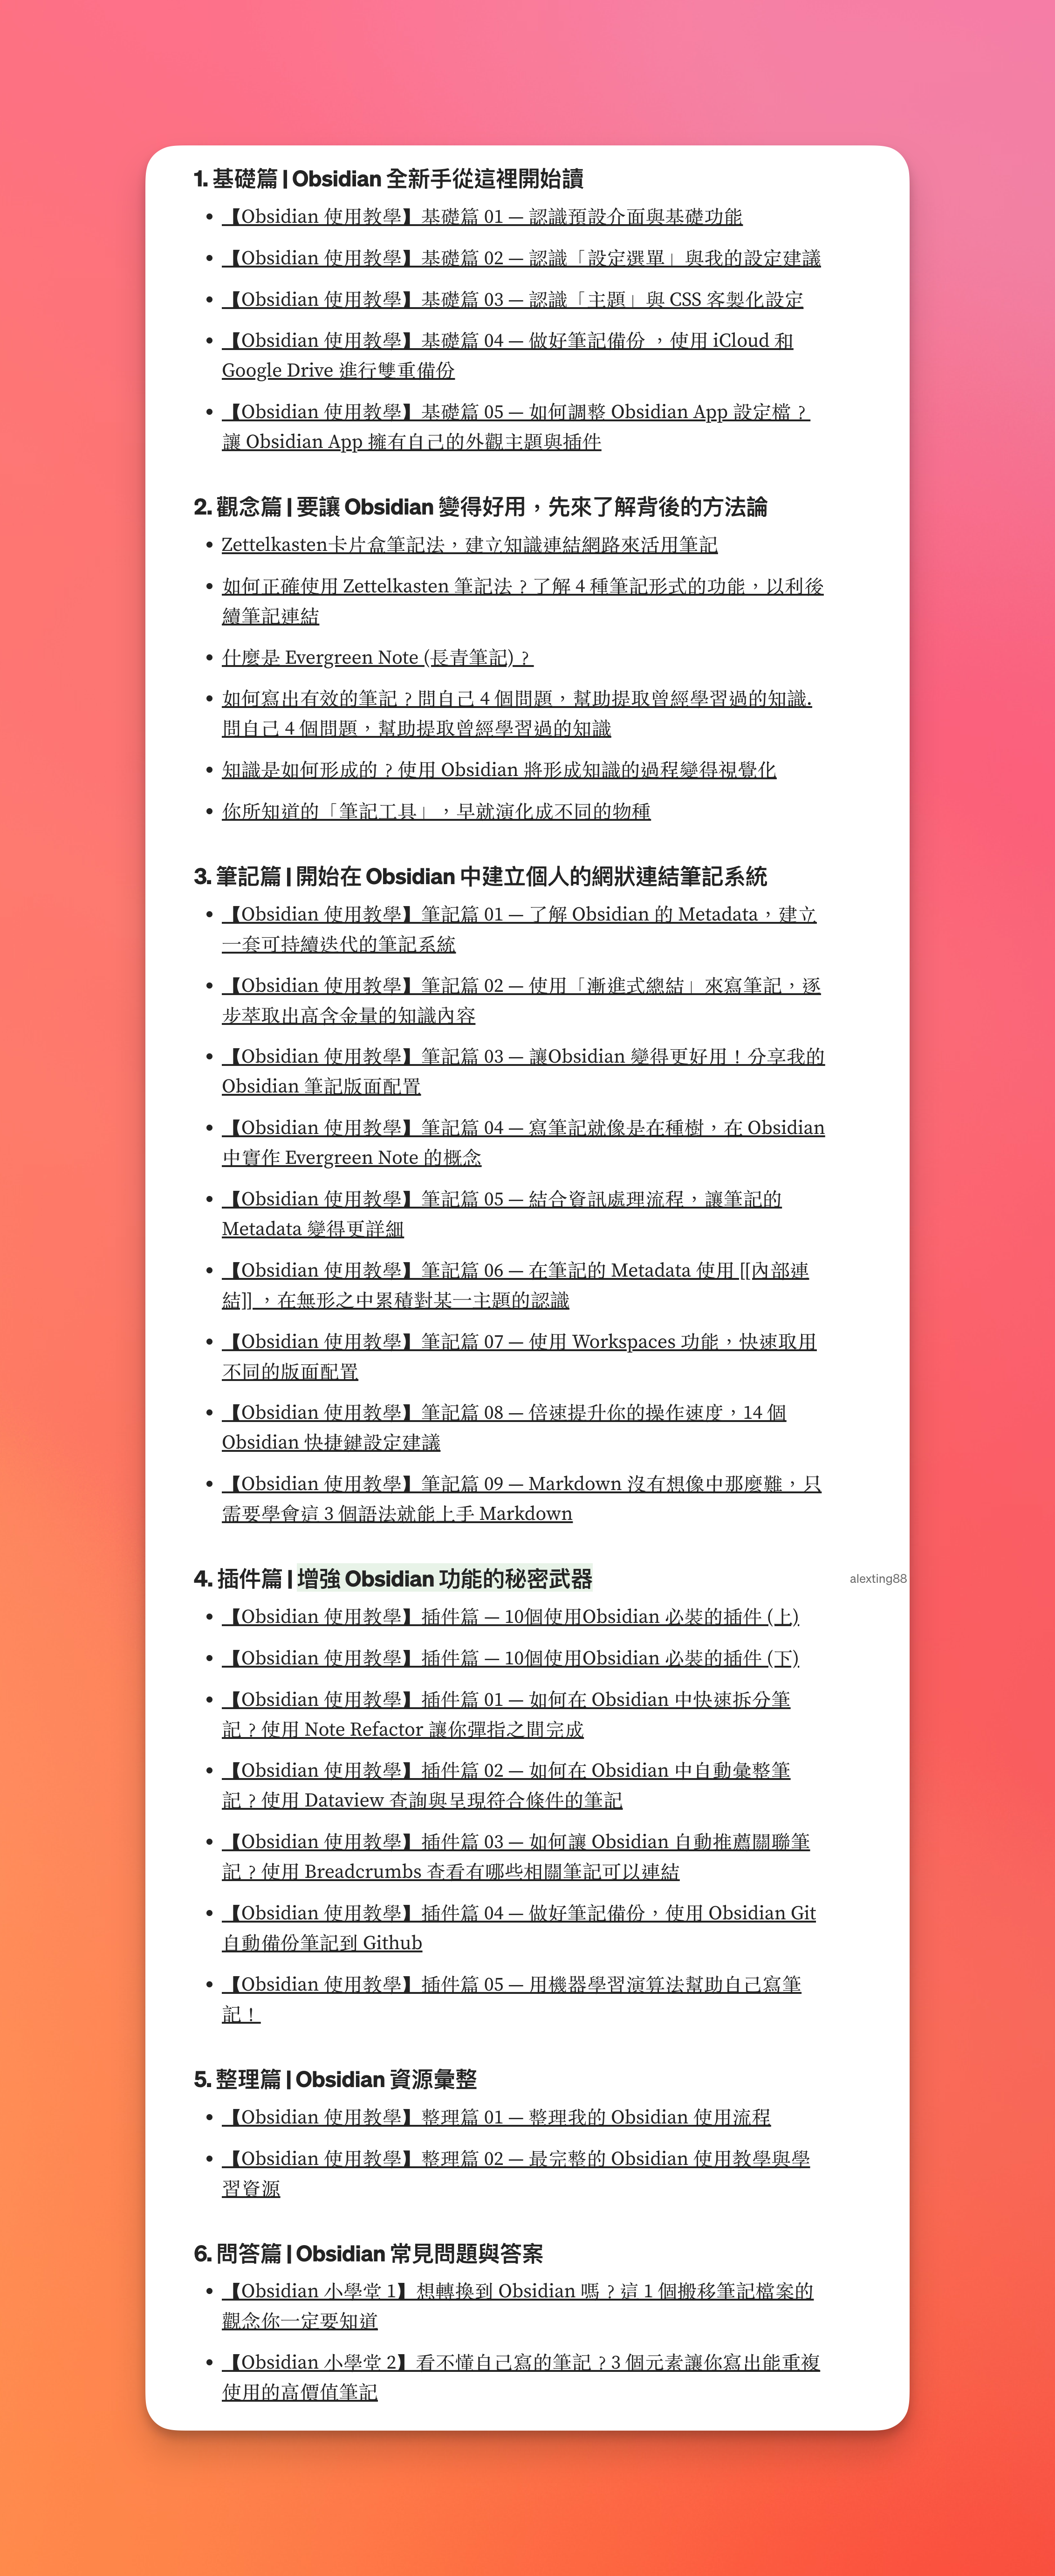 1. 基礎篇 | Obsidian 全新手從這裡開始讀
• 【Obsidian 使用教學】基礎篇 01 — 認識預設介面與基礎功能
• 【Obsidian 使用教學】基礎篇 02 — 認識「設定選單」與我的設定建議
• 【Obsidian 使用教學】基礎篇 03 — 認識「主題」與 CSS 客製化設定
• 【Obsidian 使用教學】基礎篇 04 — 做好筆記備份 ，使用 iCloud 和
Google Drive 進行雙重備份
• 【Obsidian 使用教學】基礎篇 05 — 如何調整 Obsidian App 設定檔？
讓 Obsidian App 擁有自己的外觀主題與插件
2. 觀念篇 | 要讓 Obsidian 變得好用，先來了解背後的方法論
• Zettelkasten卡片盒筆記法，建立知識連結網路來活用筆記
• 如何正確使用 Zettelkasten 筆記法？了解 4 種筆記形式的功能，以利後
續筆記連結
• 什麼是 Evergreen Note (長青筆記)？
• 如何寫出有效的筆記？問自己 4 個問題，幫助提取曾經學習過的知識.
問自己 4 個問題，幫助提取曾經學習過的知識
• 知識是如何形成的？使用 Obsidian 將形成知識的過程變得視覺化
• 你所知道的「筆記工具」，早就演化成不同的物種
3. 筆記篇 | 開始在 Obsidian 中建立個人的網狀連結筆記系統
• 【Obsidian 使用教學】筆記篇 01 — 了解 Obsidian 的 Metadata，建立
一套可持續迭代的筆記系統
• 【Obsidian 使用教學】筆記篇 02 — 使用「漸進式總結」來寫筆記，逐
步萃取出高含金量的知識內容
• 【Obsidian 使用教學】筆記篇 03 — 讓Obsidian 變得更好用！分享我的
Obsidian 筆記版面配置
• 【Obsidian 使用教學】筆記篇 04 — 寫筆記就像是在種樹，在 Obsidian
中實作 Evergreen Note 的概念
• 【Obsidian 使用教學】筆記篇 05 — 結合資訊處理流程，讓筆記的
Metadata 變得更詳細
• 【Obsidian 使用教學】筆記篇 06 — 在筆記的 Metadata 使用 [[內部連
結]] ，在無形之中累積對某一主題的認識
• 【Obsidian 使用教學】筆記篇 07 — 使用 Workspaces 功能，快速取用
不同的版面配置
• 【Obsidian 使用教學】筆記篇 08 — 倍速提升你的操作速度，14 個
Obsidian 快捷鍵設定建議
• 【Obsidian 使用教學】筆記篇 09 — Markdown 沒有想像中那麼難，只
需要學會這 3 個語法就能上手 Markdown
4. 插件篇 | 增強 Obsidian 功能的秘密武器
alexting88
• 【Obsidian 使用教學】插件篇 — 10個使用Obsidian 必裝的插件 (上)
• 【Obsidian 使用教學】插件篇 — 10個使用Obsidian 必裝的插件 (下)
• 【Obsidian 使用教學】插件篇 01 — 如何在 Obsidian 中快速拆分筆
記？使用 Note Refactor 讓你彈指之間完成
• 【Obsidian 使用教學】插件篇 02 — 如何在 Obsidian 中自動彙整筆
記？使用 Dataview 查詢與呈現符合條件的筆記
• 【Obsidian 使用教學】插件篇 03 — 如何讓 Obsidian 自動推薦關聯筆
記？使用 Breadcrumbs 查看有哪些相關筆記可以連結
• 【Obsidian 使用教學】插件篇 04 — 做好筆記備份，使用 Obsidian Git
自動備份筆記到 Github
• 【Obsidian 使用教學】插件篇 05 — 用機器學習演算法幫助自己寫筆
記！
5. 整理篇 | Obsidian 資源彙整
• 【Obsidian 使用教學】整理篇 01 — 整理我的 Obsidian 使用流程
• 【Obsidian 使用教學】整理篇 02 — 最完整的 Obsidian 使用教學與學
習資源
6. 問答篇 | Obsidian 常見問題與答案
• 【Obsidian 小學堂 1】想轉換到 Obsidian 嗎？這 1 個搬移筆記檔案的
觀念你一定要知道
• 【Obsidian 小學堂 2】看不懂自己寫的筆記？3 個元素讓你寫出能重複
使用的高價值筆記